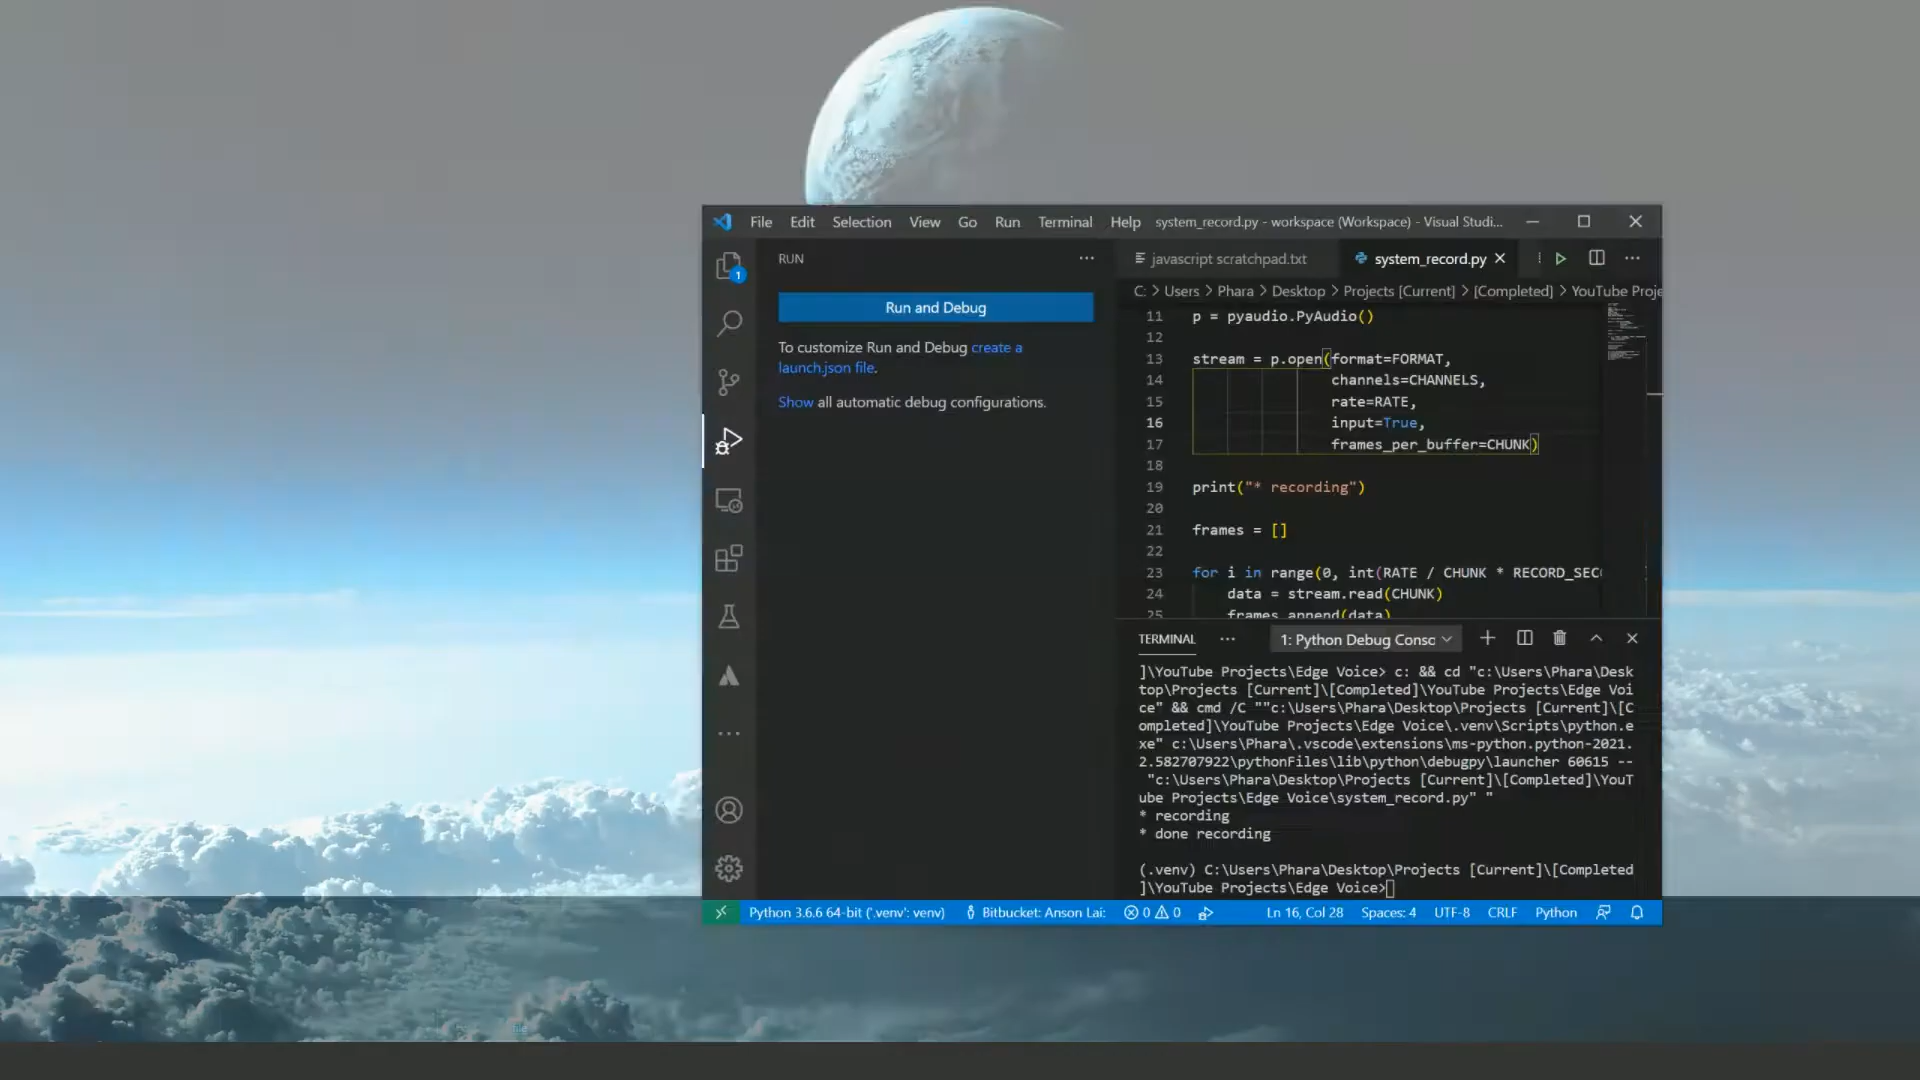 File Edit Selection View Go Run Terminal Help system_record.py - workspace (Workspace) - Visual Studi...
1
RUN
Run and Debug
To customize Run and Debug create a
launch.json file.
Show all automatic debug configurations.
javascript scratchpad.txt system_record.py
C: > Users > Phara > Desktop > Projects [Current] > [Completed] > YouTube Proje
11 p = pyaudio.PyAudio()
12
13 stream = p.open(format=FORMAT,
14 channels=CHANNELS,
15 rate=RATE,
16 input=True,
17 frames_per_buffer=CHUNK)
18
19 print("* recording")
20
21 frames = []
22
23 for i in range(0, int(RATE / CHUNK * RECORD_SEC
24 data = stream.read(CHUNK)
25 frames.append(data)
TERMINAL 1: Python Debug Consc
]\YouTube Projects\Edge Voice> c: && cd "c:\Users\Phara\Desk
top\Projects [Current]\[Completed]\YouTube Projects\Edge Voi
ce" && cmd /C ""c:\Users\Phara\Desktop\Projects [Current]\[C
ompleted]\YouTube Projects\Edge Voice\.venv\Scripts\python.e
xe" c:\Users\Phara\.vscode\extensions\ms-python.python-2021.
2.582707922\pythonFiles\lib\python\debugpy\launcher 60615 --
"c:\Users\Phara\Desktop\Projects [Current]\[Completed]\YouT
ube Projects\Edge Voice\system_record.py" "
* recording
* done recording
(.venv) C:\Users\Phara\Desktop\Projects [Current]\[Completed
]\YouTube Projects\Edge Voice>
Python 3.6.6 64-bit ('.venv': venv) Bitbucket: Anson Lai: 0 0 Ln 16, Col 28 Spaces: 4 UTF-8 CRLF Python